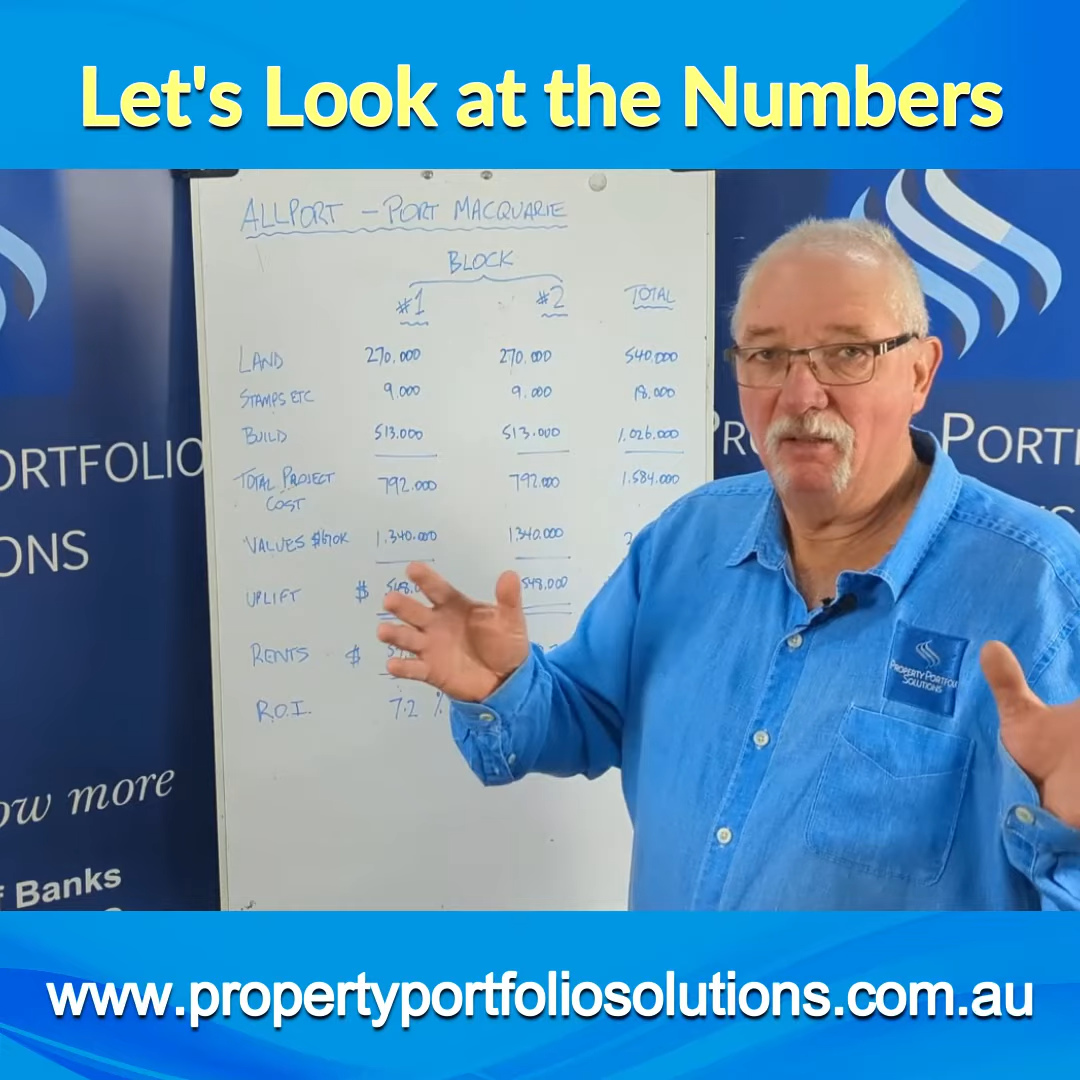 Let's Look at the Numbers
ALLPORT – PORT MACQUARIE
BLOCK
#1 #2 TOTAL
LAND 270.000 270.000 540.000
STAMPS ETC 9.000 9.000 18.000
BUILD 513.000 513.000 1.026.000
TOTAL PROJECT
COST 792.000 792.000 1.584.000
VALUES $670K 1.340.000 1340.000
UPLIFT $ 548.000
RENTS $
R.O.I. 7.2 %
ORTFOLIO
ONS
ow more
f Banks
PORTF
PROPERTY PORTFOLIO
SOLUTIONS
www.propertyportfoliosolutions.com.au